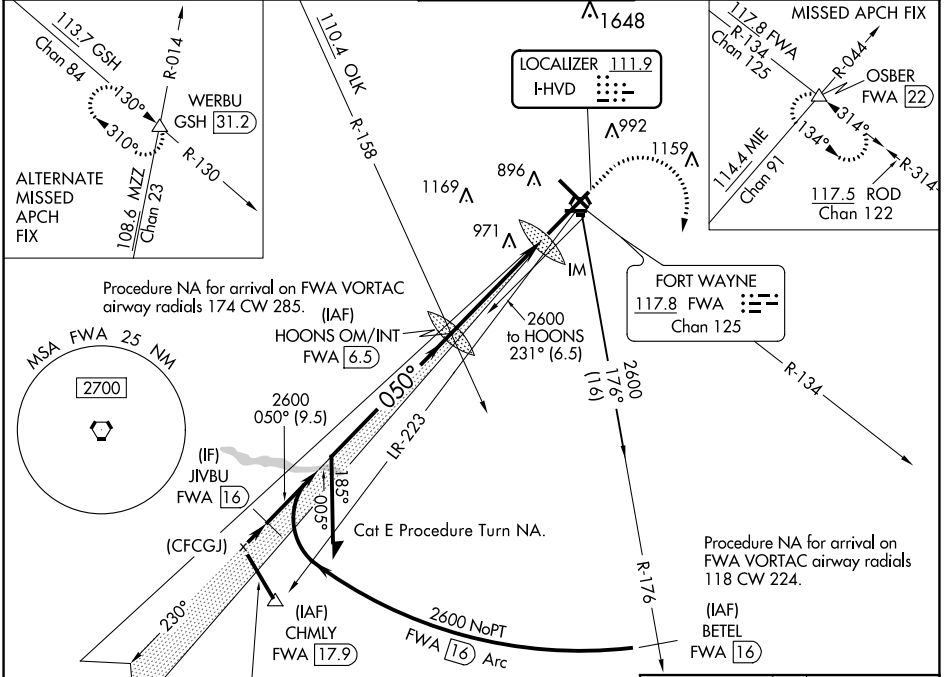 113.7 GSH
Chan 84
R-014
130°
310°
WERBU
GSH 31.2
R-130
108.6 MZZ
Chan 23
ALTERNATE
MISSED
APCH
FIX
110.4 OLK
R-158
1648
LOCALIZER 111.9
I-HVD
992
1159
896
1169
971
IM
117.8 FWA
R-134
Chan 125
MISSED APCH FIX
R-044
OSBER
FWA 22
314°
134°
R-314
114.4 MIE
Chan 91
117.5 ROD
Chan 122
Procedure NA for arrival on FWA VORTAC
airway radials 174 CW 285.
(IAF)
HOONS OM/INT
FWA 6.5
2600
to HOONS
231° (6.5)
FORT WAYNE
117.8 FWA
Chan 125
R-134
MSA FWA 25 NM
2700
2600
050° (9.5)
050°
LR-223
2600
176°
(16)
(IF)
JIVBU
FWA 16
185°
005°
Cat E Procedure Turn NA.
(CFCGJ)
230°
(IAF)
CHMLY
FWA 17.9
2600 NoPT
FWA 16 Arc
R-176
Procedure NA for arrival on
FWA VORTAC airway radials
118 CW 224.
(IAF)
BETEL
FWA 16